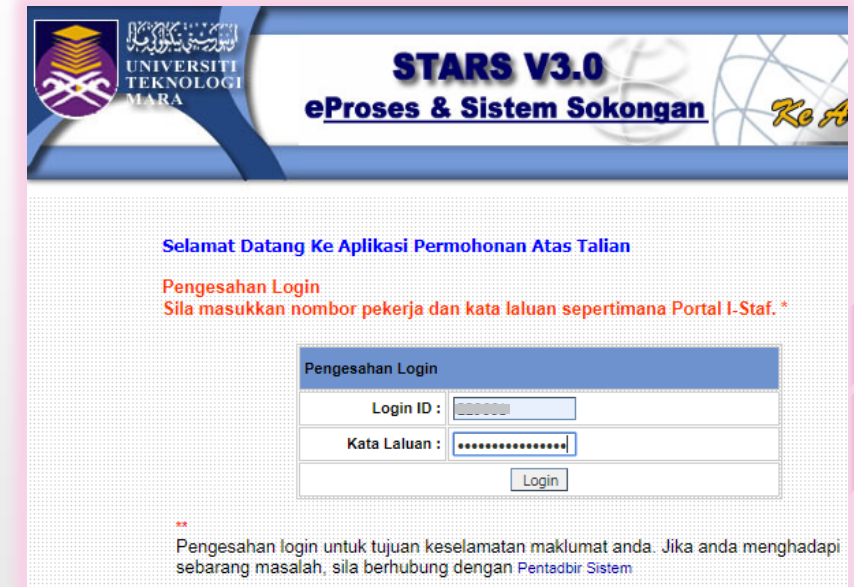 UNIVERSITI
TEKNOLOGI
MARA
STARS V3.0
eProses & Sistem Sokongan
Ke A
Selamat Datang Ke Aplikasi Permohonan Atas Talian
Pengesahan Login
Sila masukkan nombor pekerja dan kata laluan sepertimana Portal I-Staf. *
Pengesahan Login
Login ID :
Kata Laluan : ••••••••••••••••
Login
**
Pengesahan login untuk tujuan keselamatan maklumat anda. Jika anda menghadapi
sebarang masalah, sila berhubung dengan Pentadbir Sistem